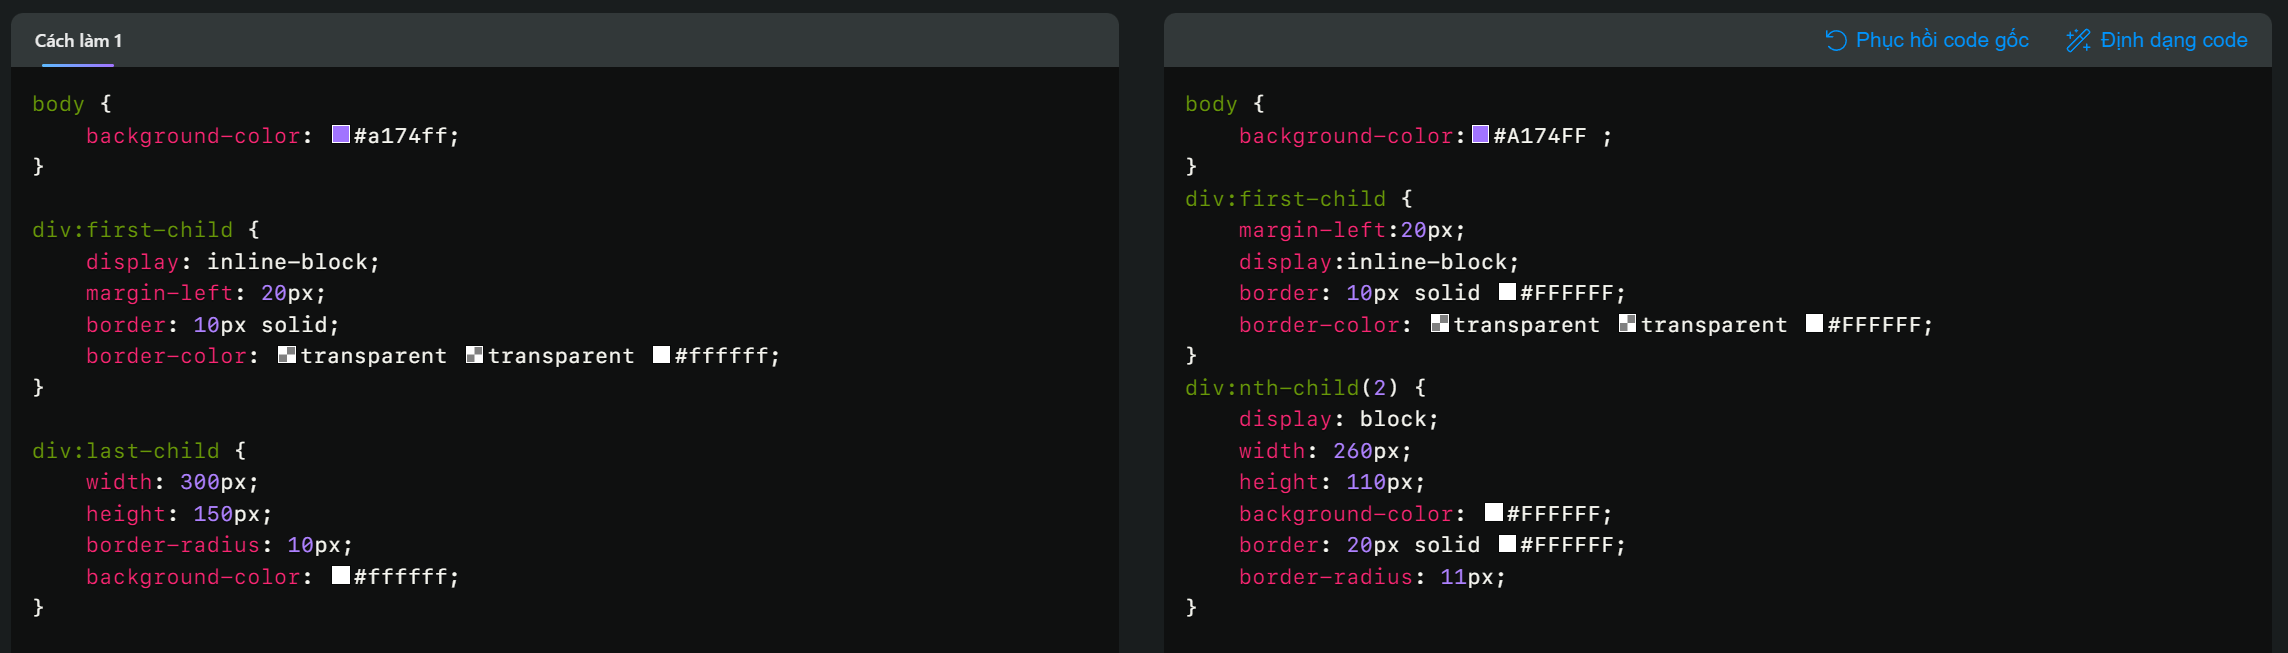 Cách làm 1
body {
    background-color: #a174ff;
}

div:first-child {
    display: inline-block;
    margin-left: 20px;
    border: 10px solid;
    border-color: transparent transparent #ffffff;
}

div:last-child {
    width: 300px;
    height: 150px;
    border-radius: 10px;
    background-color: #ffffff;
}
Phục hồi code gốc Định dạng code
body {
    background-color:#A174FF ;
}
div:first-child {
    margin-left:20px;
    display:inline-block;
    border: 10px solid #FFFFFF;
    border-color: transparent transparent #FFFFFF;
}
div:nth-child(2) {
    display: block;
    width: 260px;
    height: 110px;
    background-color: #FFFFFF;
    border: 20px solid #FFFFFF;
    border-radius: 11px;
}